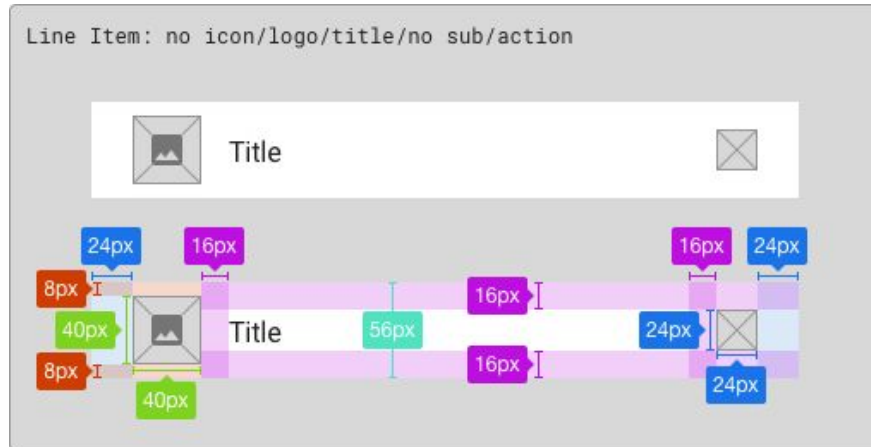 Line Item: no icon/logo/title/no sub/action
Title
24px 16px 16px 24px
8px 16px
40px Title 56px 24px
8px 16px
40px 24px